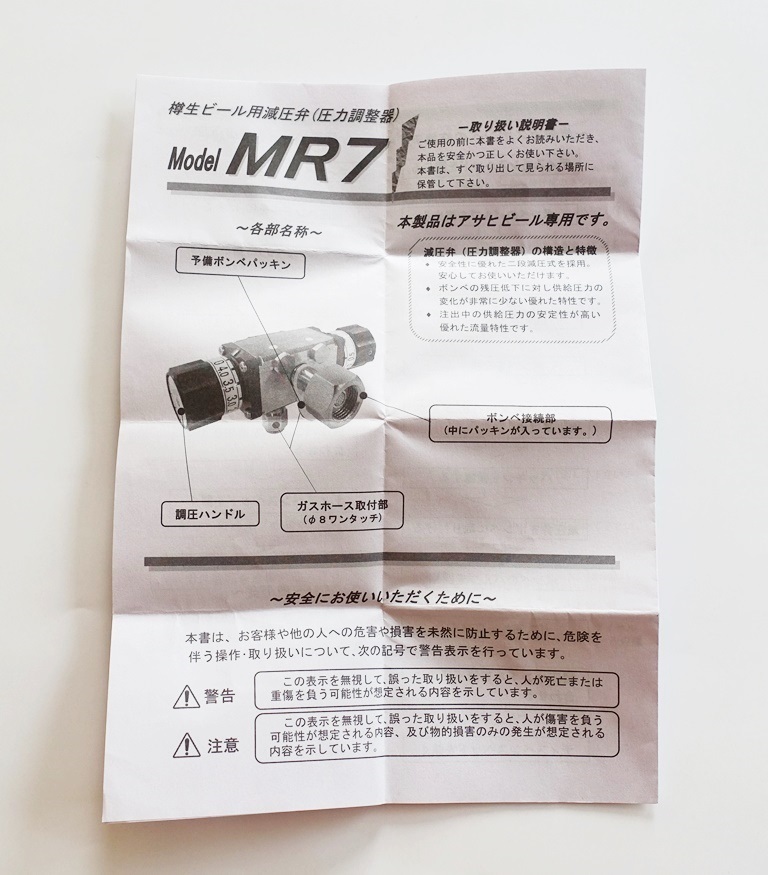 樽生ビール用減圧弁(圧力調整器)
Model MR7
－取り扱い説明書－
ご使用の前に本書をよくお読みいただき、
本品を安全かつ正しくお使い下さい。
本書は、すぐ取り出して見られる場所に
保管して下さい。
本製品はアサヒビール専用です。
～各部名称～
予備ボンベパッキン
減圧弁（圧力調整器）の構造と特徴
◆ 安全性に優れた二段減圧式を採用。
安心してお使いいただけます。
◆ ボンベの残圧低下に対し供給圧力の
変化が非常に少ない優れた特性です。
◆ 注出中の供給圧力の安定性が高い
優れた流量特性です。
0 40 35 30
ボンベ接続部
(中にパッキンが入っています。)
調圧ハンドル
ガスホース取付部
(φ8ワンタッチ)
～安全にお使いいただくために～
本書は、お客様や他の人への危害や損害を未然に防止するために、危険を
伴う操作・取り扱いについて、次の記号で警告表示を行っています。
警告
この表示を無視して、誤った取り扱いをすると、人が死亡または
重傷を負う可能性が想定される内容を示しています。
注意
この表示を無視して、誤った取り扱いをすると、人が傷害を負う
可能性が想定される内容、及び物的損害のみの発生が想定される
内容を示しています。